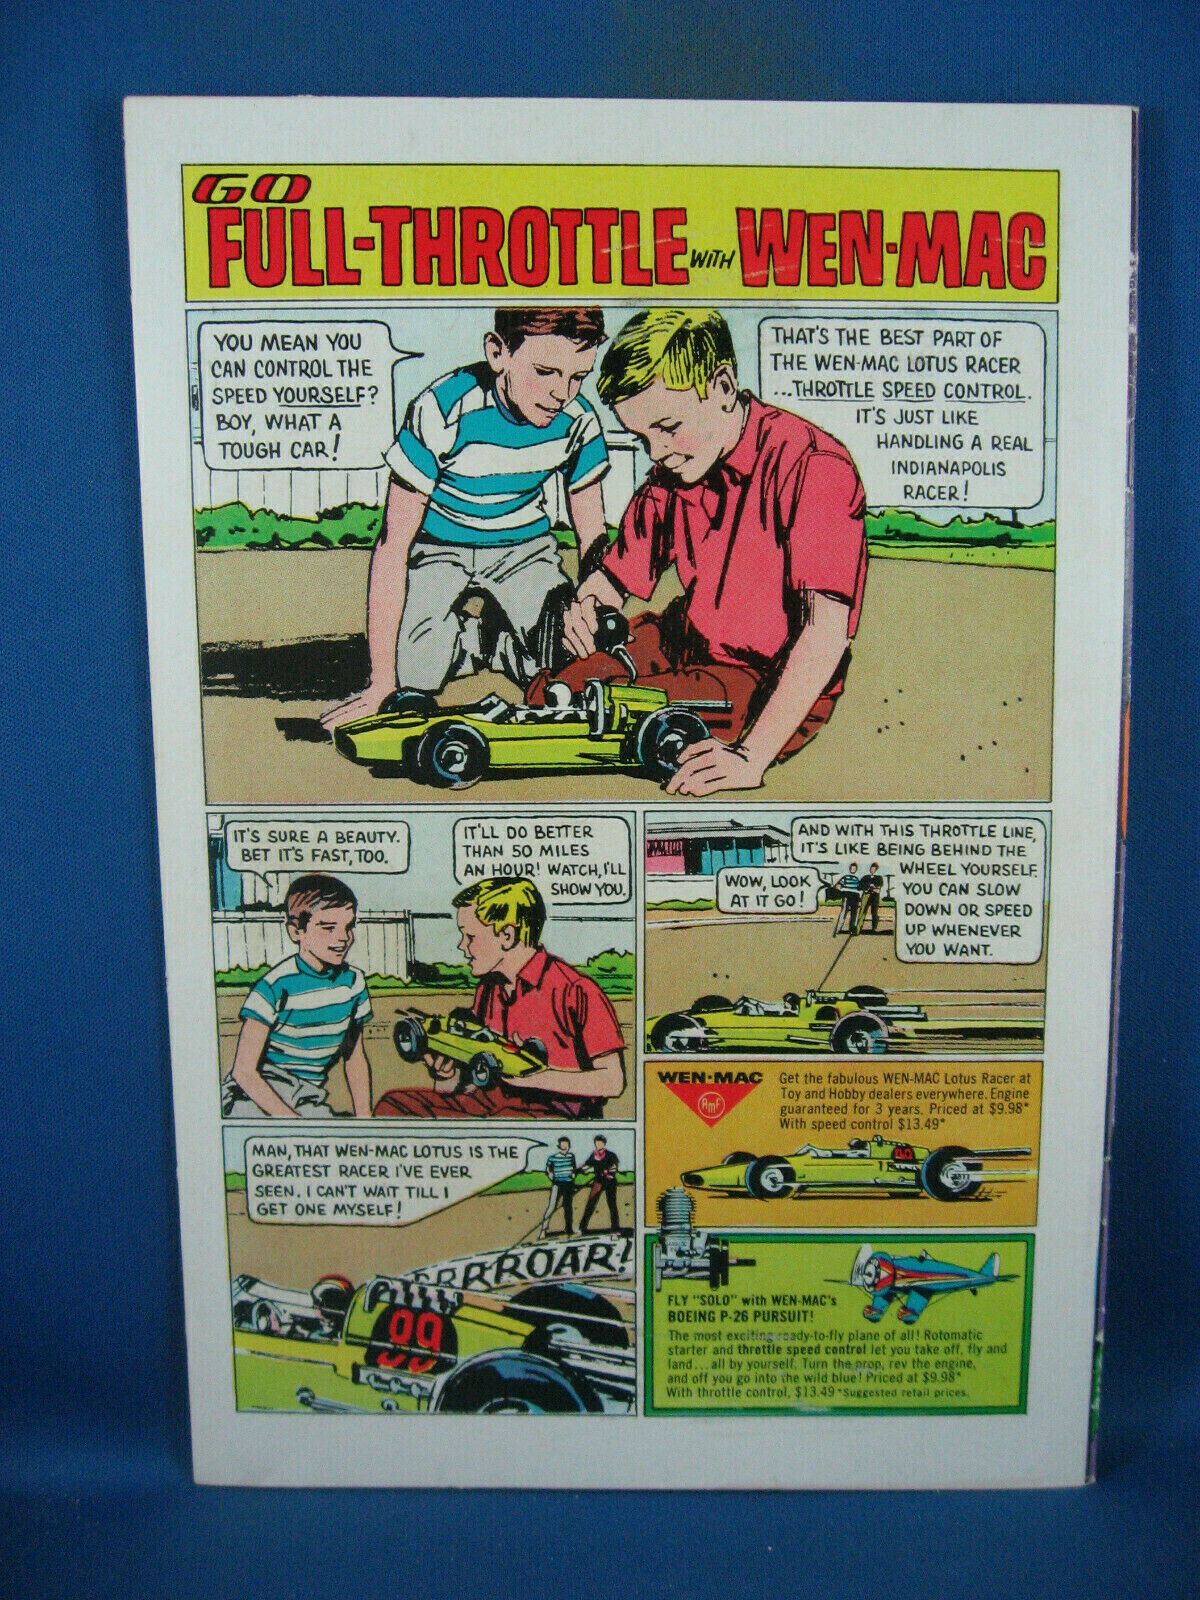 GO
FULL-THROTTLE WITH WEN-MAC
YOU MEAN YOU
CAN CONTROL THE
SPEED YOURSELF?
BOY, WHAT A
TOUGH CAR!
THAT'S THE BEST PART OF
THE WEN-MAC LOTUS RACER
...THROTTLE SPEED CONTROL.
IT'S JUST LIKE
HANDLING A REAL
INDIANAPOLIS
RACER!
IT'S SURE A BEAUTY.
BET IT'S FAST, TOO.
IT'LL DO BETTER
THAN 50 MILES
AN HOUR! WATCH, I'LL
SHOW YOU.
WOW, LOOK
AT IT GO!
AND WITH THIS THROTTLE LINE,
IT'S LIKE BEING BEHIND THE
WHEEL YOURSELF.
YOU CAN SLOW
DOWN OR SPEED
UP WHENEVER
YOU WANT.
MAN, THAT WEN-MAC LOTUS IS THE
GREATEST RACER I'VE EVER
SEEN. I CAN'T WAIT TILL I
GET ONE MYSELF!
RRRROAR!
99
WEN-MAC
AMF
Get the fabulous WEN-MAC Lotus Racer at
Toy and Hobby dealers everywhere. Engine
guaranteed for 3 years. Priced at $9.98*
With speed control $13.49*
FLY "SOLO" with WEN-MAC's
BOEING P-26 PURSUIT!
The most exciting ready-to-fly plane of all! Rotomatic
starter and throttle speed control let you take off, fly and
land...all by yourself. Turn the prop, rev the engine,
and off you go into the wild blue! Priced at $9.98*
With throttle control, $13.49 *Suggested retail prices.